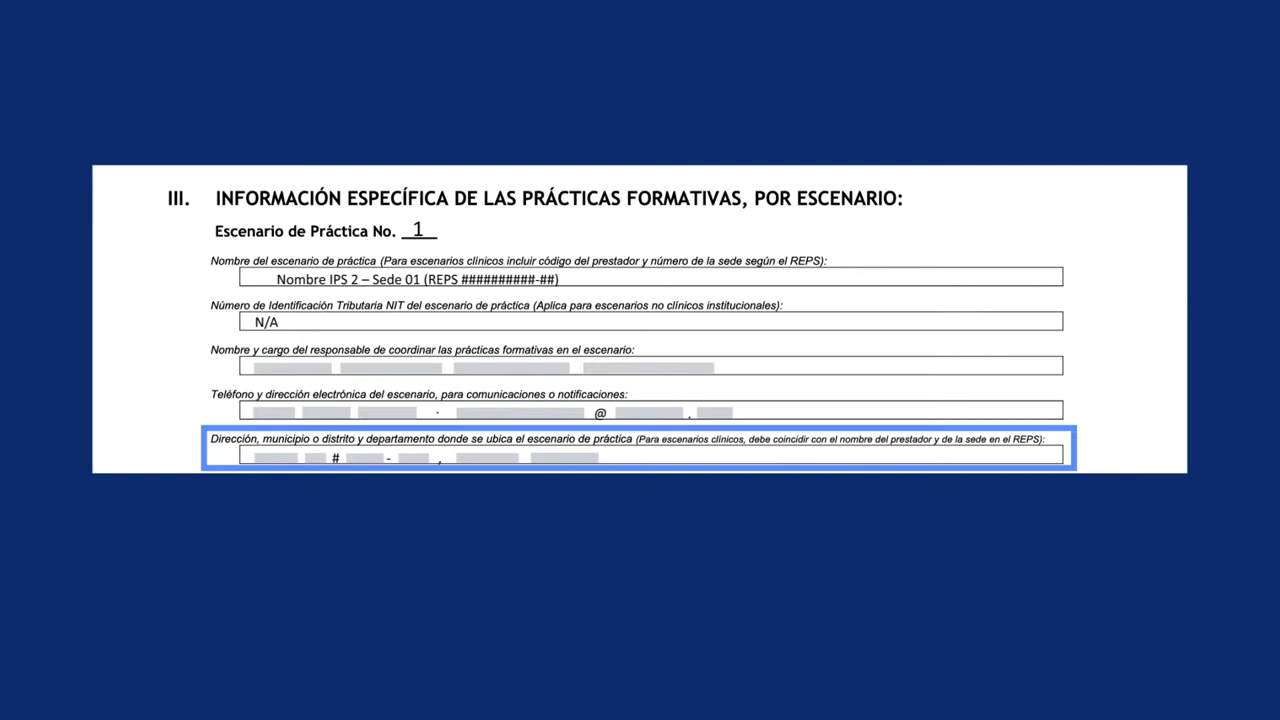 III. INFORMACIÓN ESPECÍFICA DE LAS PRÁCTICAS FORMATIVAS, POR ESCENARIO:
Escenario de Práctica No. 1
Nombre del escenario de práctica (Para escenarios clínicos incluir código del prestador y número de la sede según el REPS):
Nombre IPS 2 – Sede 01 (REPS ##########-##)
Número de Identificación Tributaria NIT del escenario de práctica (Aplica para escenarios no clínicos institucionales):
N/A
Nombre y cargo del responsable de coordinar las prácticas formativas en el escenario:
Teléfono y dirección electrónica del escenario, para comunicaciones o notificaciones:
· @ .
Dirección, municipio o distrito y departamento donde se ubica el escenario de práctica (Para escenarios clínicos, debe coincidir con el nombre del prestador y de la sede en el REPS):
# - ,